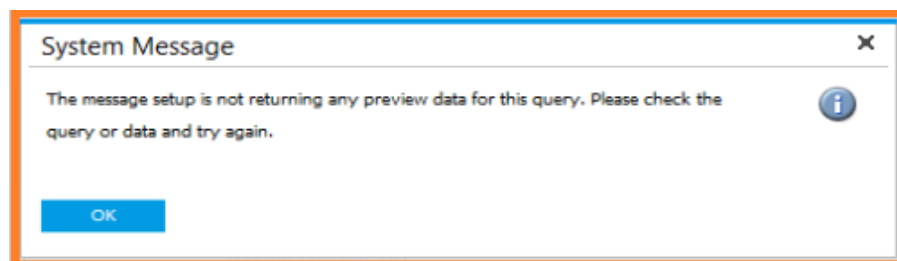 System Message
The message setup is not returning any preview data for this query. Please check the
query or data and try again.
OK